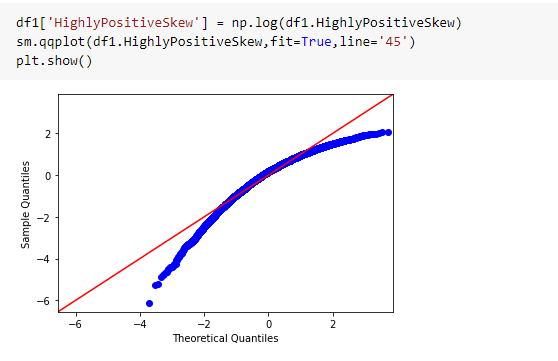 df1['HighlyPositiveSkew'] = np.log(df1.HighlyPositiveSkew)
sm.qqplot(df1.HighlyPositiveSkew,fit=True,line='45')
plt.show()
2
0
−2
−4
−6
Sample Quantiles
−6 −4 −2 0 2
Theoretical Quantiles